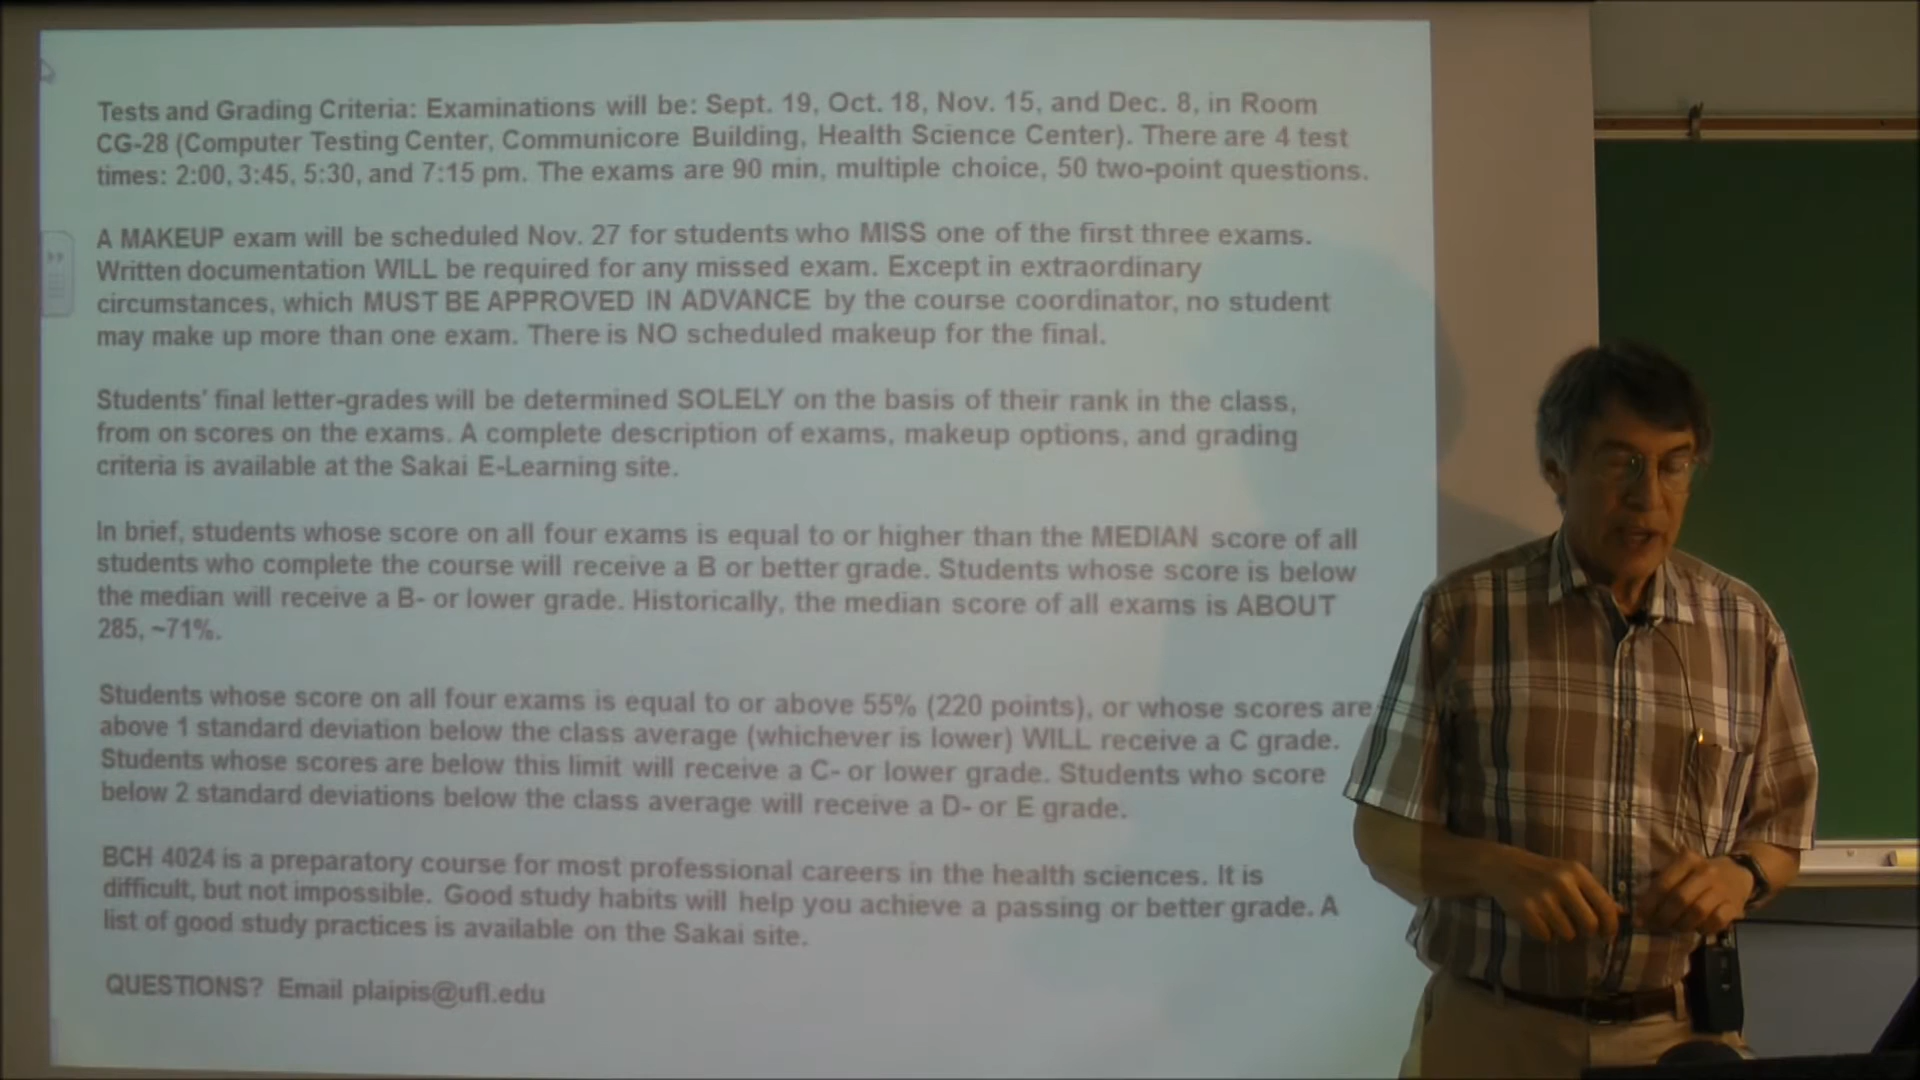 Tests and Grading Criteria: Examinations will be: Sept. 19, Oct. 18, Nov. 15, and Dec. 8, in Room
CG-28 (Computer Testing Center, Communicore Building, Health Science Center). There are 4 test
times: 2:00, 3:45, 5:30, and 7:15 pm. The exams are 90 min, multiple choice, 50 two-point questions.
A MAKEUP exam will be scheduled Nov. 27 for students who MISS one of the first three exams.
Written documentation WILL be required for any missed exam. Except in extraordinary
circumstances, which MUST BE APPROVED IN ADVANCE by the course coordinator, no student
may make up more than one exam. There is NO scheduled makeup for the final.
Students' final letter-grades will be determined SOLELY on the basis of their rank in the class,
from on scores on the exams. A complete description of exams, makeup options, and grading
criteria is available at the Sakai E-Learning site.
In brief, students whose score on all four exams is equal to or higher than the MEDIAN score of all
students who complete the course will receive a B or better grade. Students whose score is below
the median will receive a B- or lower grade. Historically, the median score of all exams is ABOUT
285, ~71%.
Students whose score on all four exams is equal to or above 55% (220 points), or whose scores are
above 1 standard deviation below the class average (whichever is lower) WILL receive a C grade.
Students whose scores are below this limit will receive a C- or lower grade. Students who score
below 2 standard deviations below the class average will receive a D- or E grade.
BCH 4024 is a preparatory course for most professional careers in the health sciences. It is
difficult, but not impossible. Good study habits will help you achieve a passing or better grade. A
list of good study practices is available on the Sakai site.
QUESTIONS? Email plaipis@ufl.edu